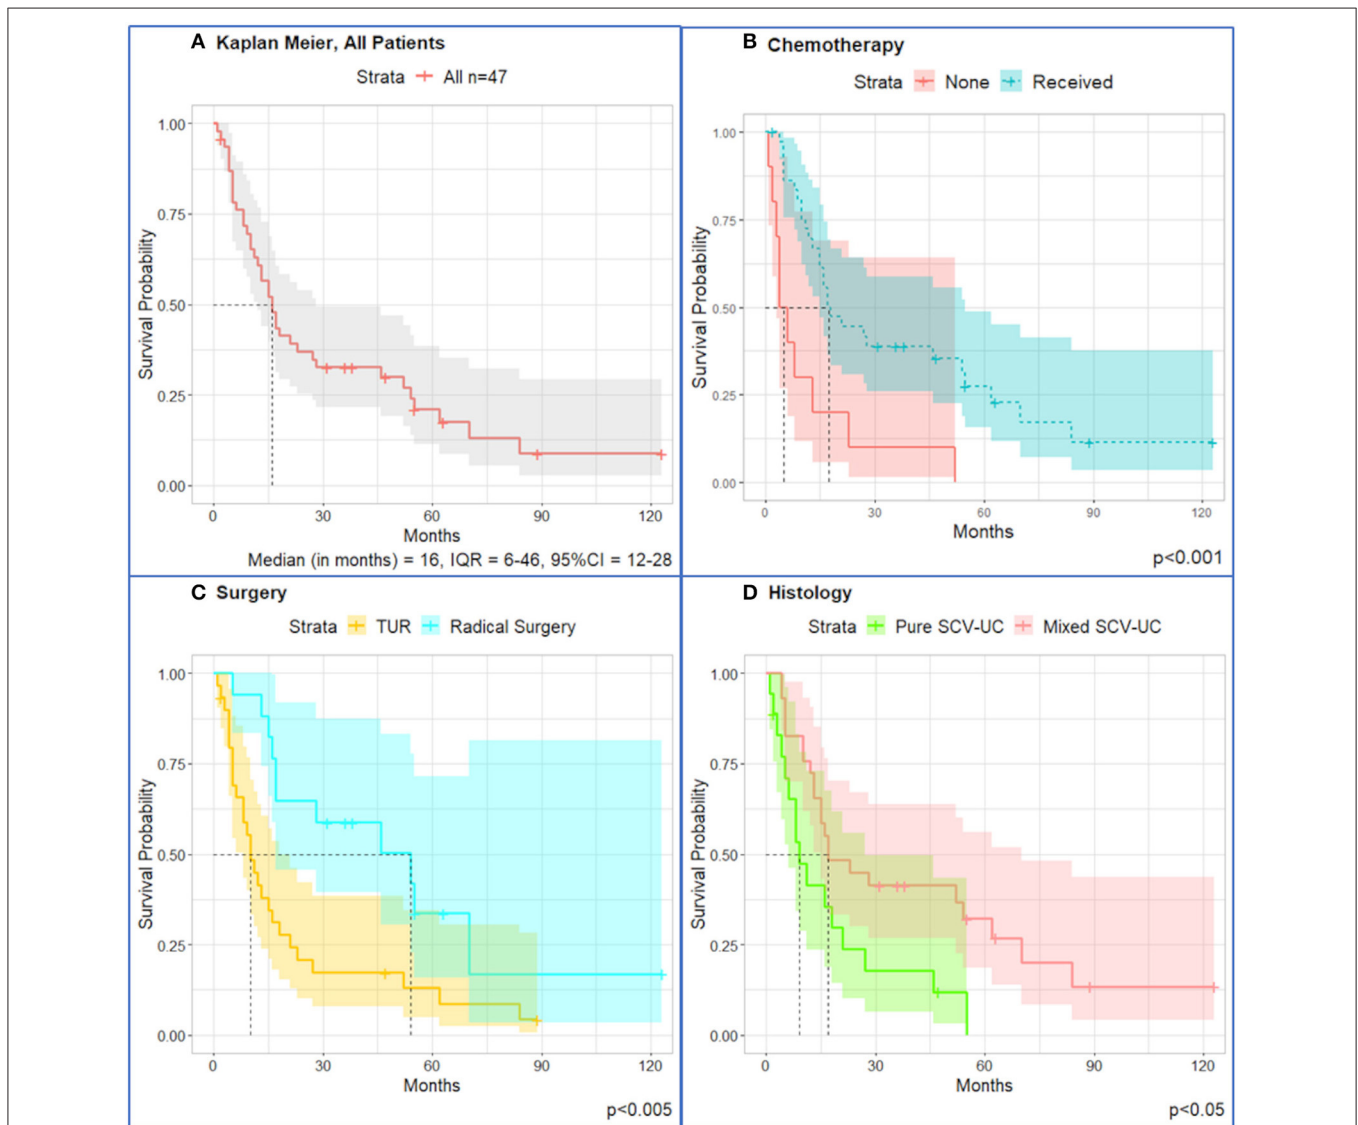 A Kaplan Meier, All Patients
Strata All n=47
Survival Probability
1.00
0.75
0.50
0.25
0.00
0 30 60 90 120
Months
Median (in months) = 16, IQR = 6-46, 95%CI = 12-28
B Chemotherapy
Strata None Received
Survival Probability
1.00
0.75
0.50
0.25
0.00
0 30 60 90 120
Months
p<0.001
C Surgery
Strata TUR Radical Surgery
Survival Probability
1.00
0.75
0.50
0.25
0.00
0 30 60 90 120
Months
p<0.005
D Histology
Strata Pure SCV-UC Mixed SCV-UC
Survival Probability
1.00
0.75
0.50
0.25
0.00
0 30 60 90 120
Months
p<0.05